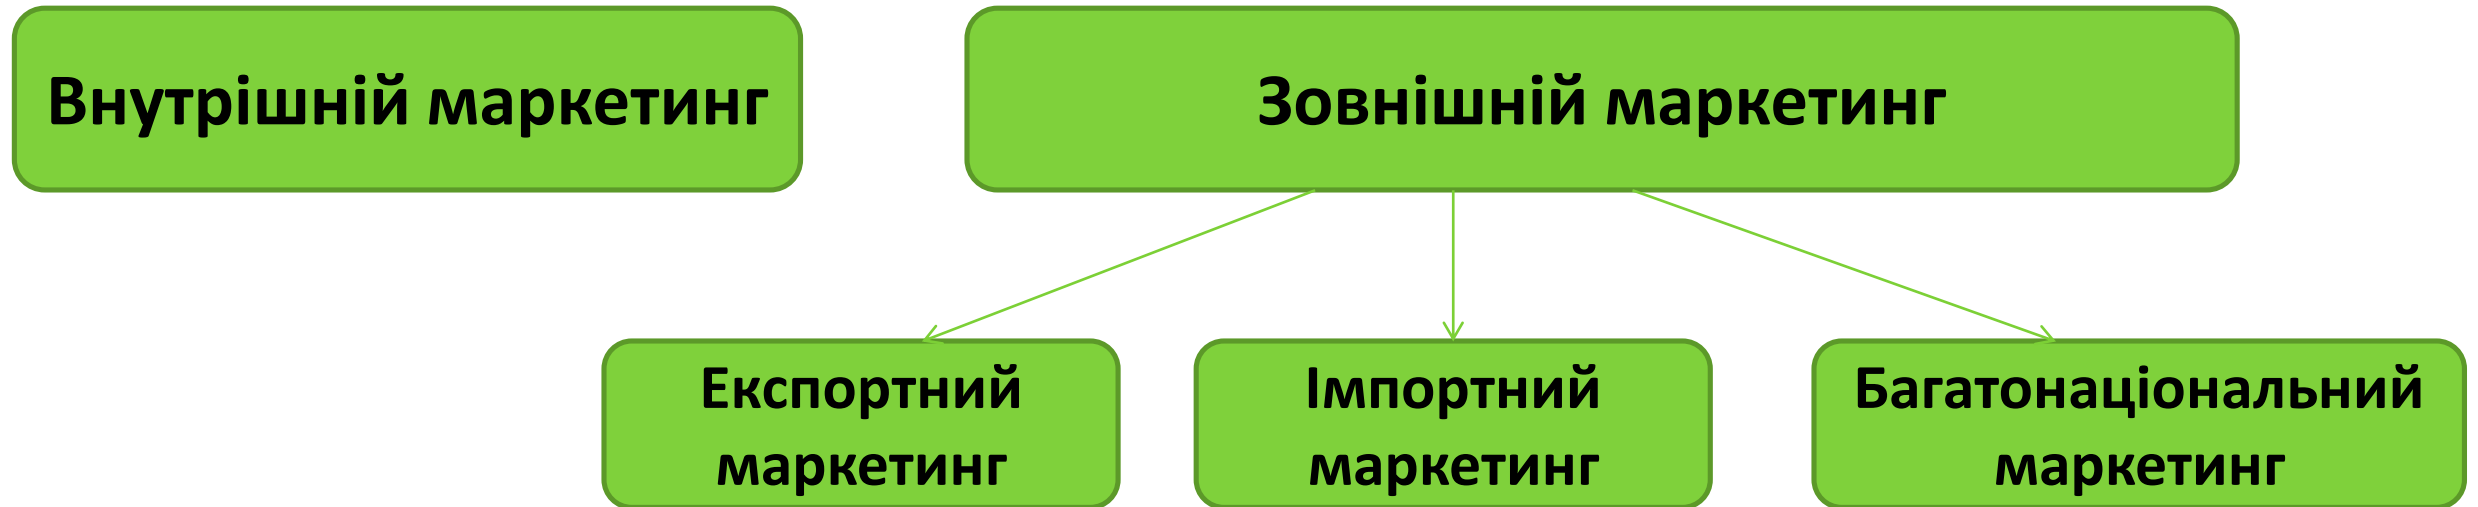 Внутрішній маркетинг
Зовнішній маркетинг
Експортний
маркетинг
Імпортний
маркетинг
Багатонаціональний
маркетинг